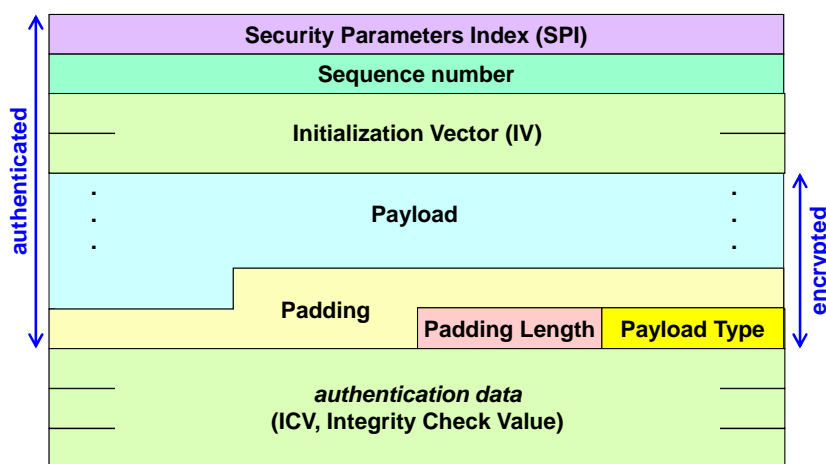 Security Parameters Index (SPI)
Sequence number
Initialization Vector (IV)
authenticated
Payload
encrypted
Padding
Padding Length
Payload Type
authentication data
(ICV, Integrity Check Value)